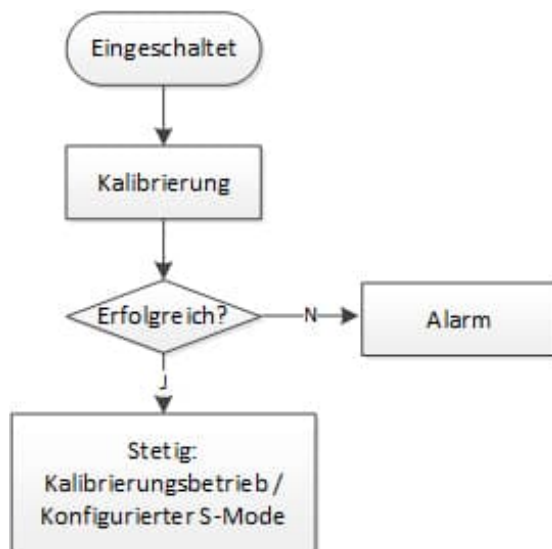 Eingeschaltet
Kalibrierung
Erfolgreich?
N
Alarm
J
Stetig:
Kalibrierungsbetrieb /
Konfigurierter S-Mode